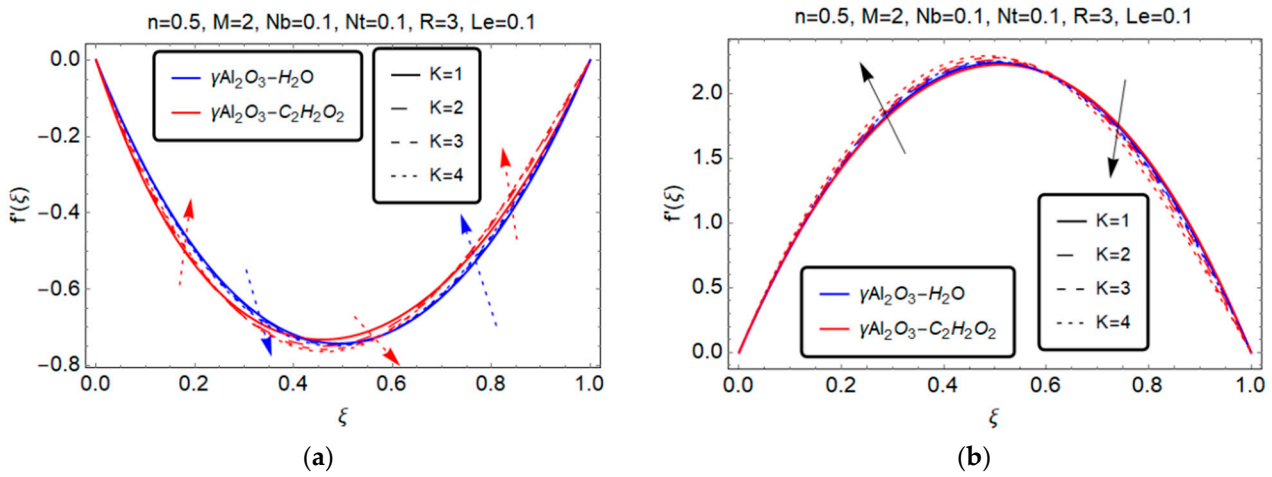 n=0.5, M=2, Nb=0.1, Nt=0.1, R=3, Le=0.1
0.0
-0.2
-0.4
-0.6
-0.8
f'(ξ)
γAl₂O₃-H₂O
γAl₂O₃-C₂H₂O₂
K=1
K=2
K=3
K=4
0.0 0.2 0.4 0.6 0.8 1.0
ξ
(a)
n=0.5, M=2, Nb=0.1, Nt=0.1, R=3, Le=0.1
2.0
1.5
1.0
0.5
0.0
f'(ξ)
K=1
K=2
K=3
K=4
γAl₂O₃-H₂O
γAl₂O₃-C₂H₂O₂
0.0 0.2 0.4 0.6 0.8 1.0
ξ
(b)